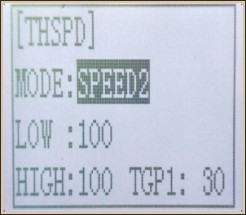 [THSPD]
MODE:SPEED2
LOW :100
HIGH:100 TGP1: 30